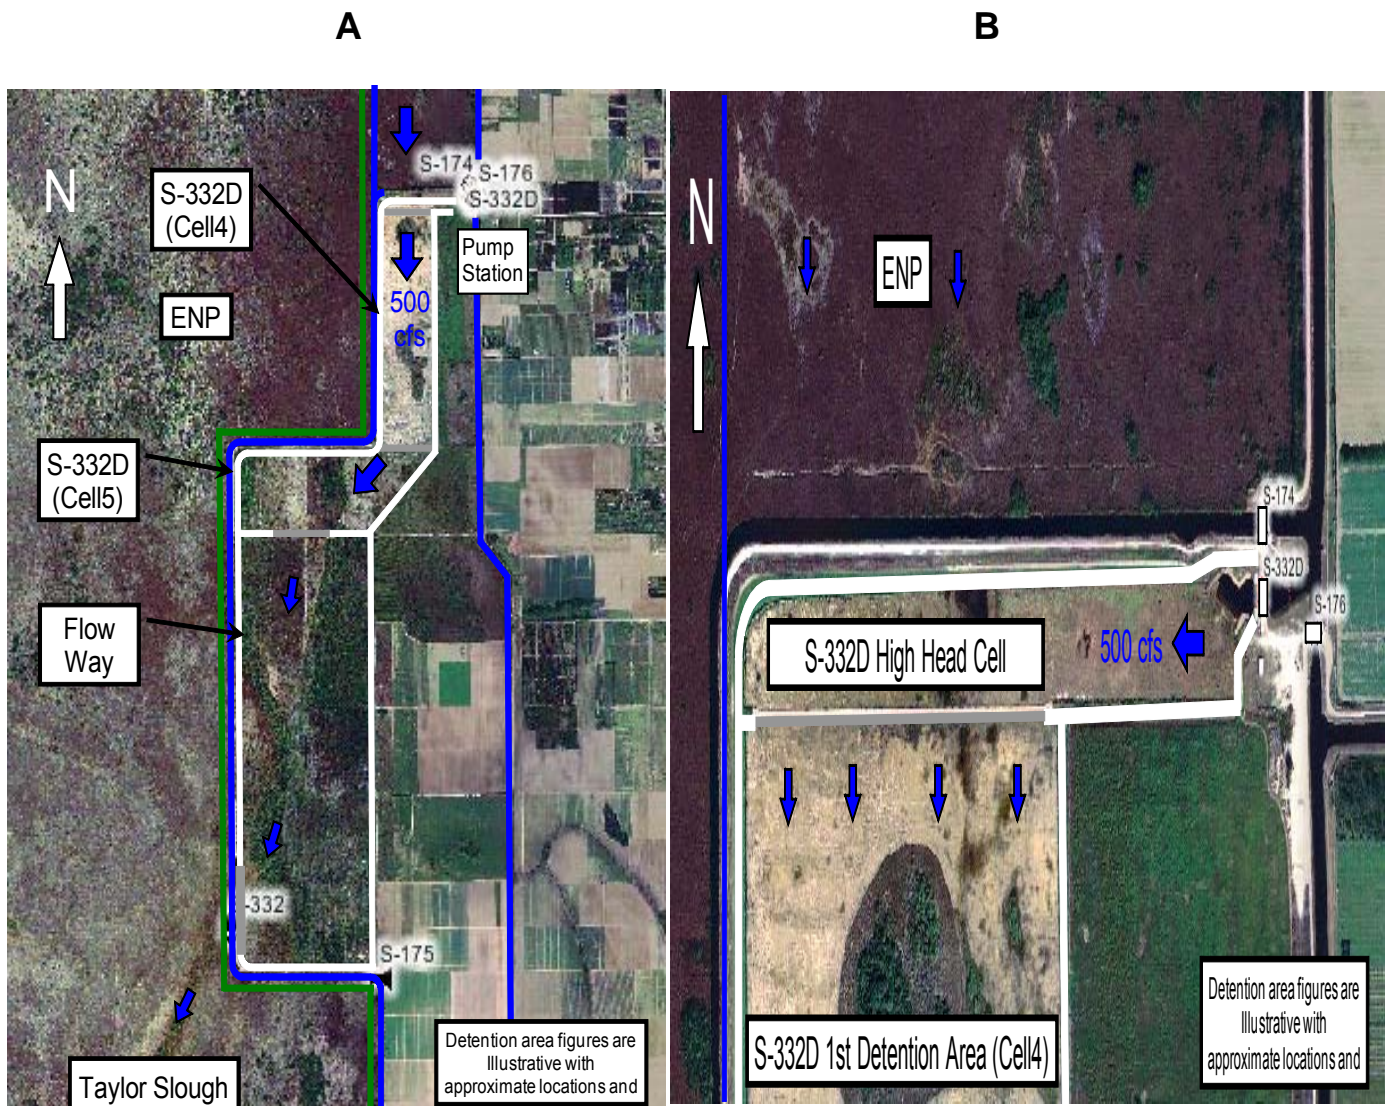 A
B
S-174
S-176
S-332D
N
S-332D
(Cell4)
Pump
Station
ENP
500
cfs
S-332D
(Cell5)
Flow
Way
-332
S-175
Taylor Slough
Detention area figures are
Illustrative with
approximate locations and
N
ENP
S-174
S-332D
S-176
S-332D High Head Cell
500 cfs
S-332D 1st Detention Area (Cell4)
Detention area figures are
Illustrative with
approximate locations and